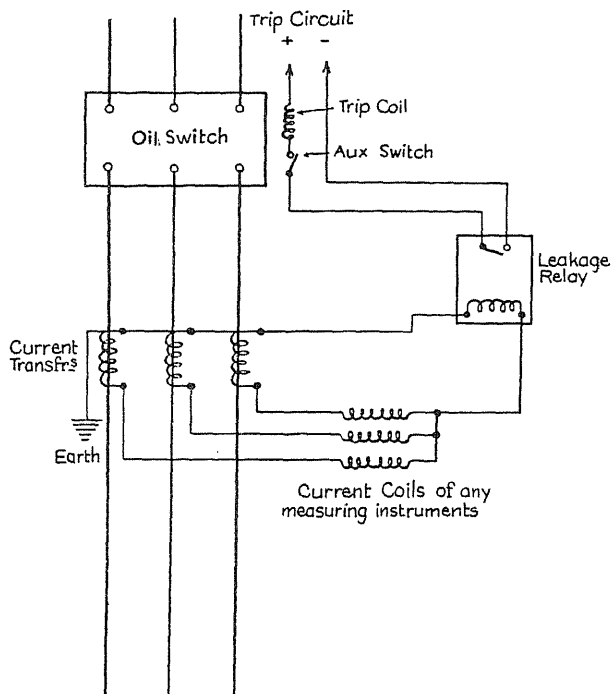 Trip Circuit
+ -
Trip Coil
Oil Switch
Aux Switch
Leakage
Relay
Current
Transfrs
Earth
Current Coils of any
measuring instruments